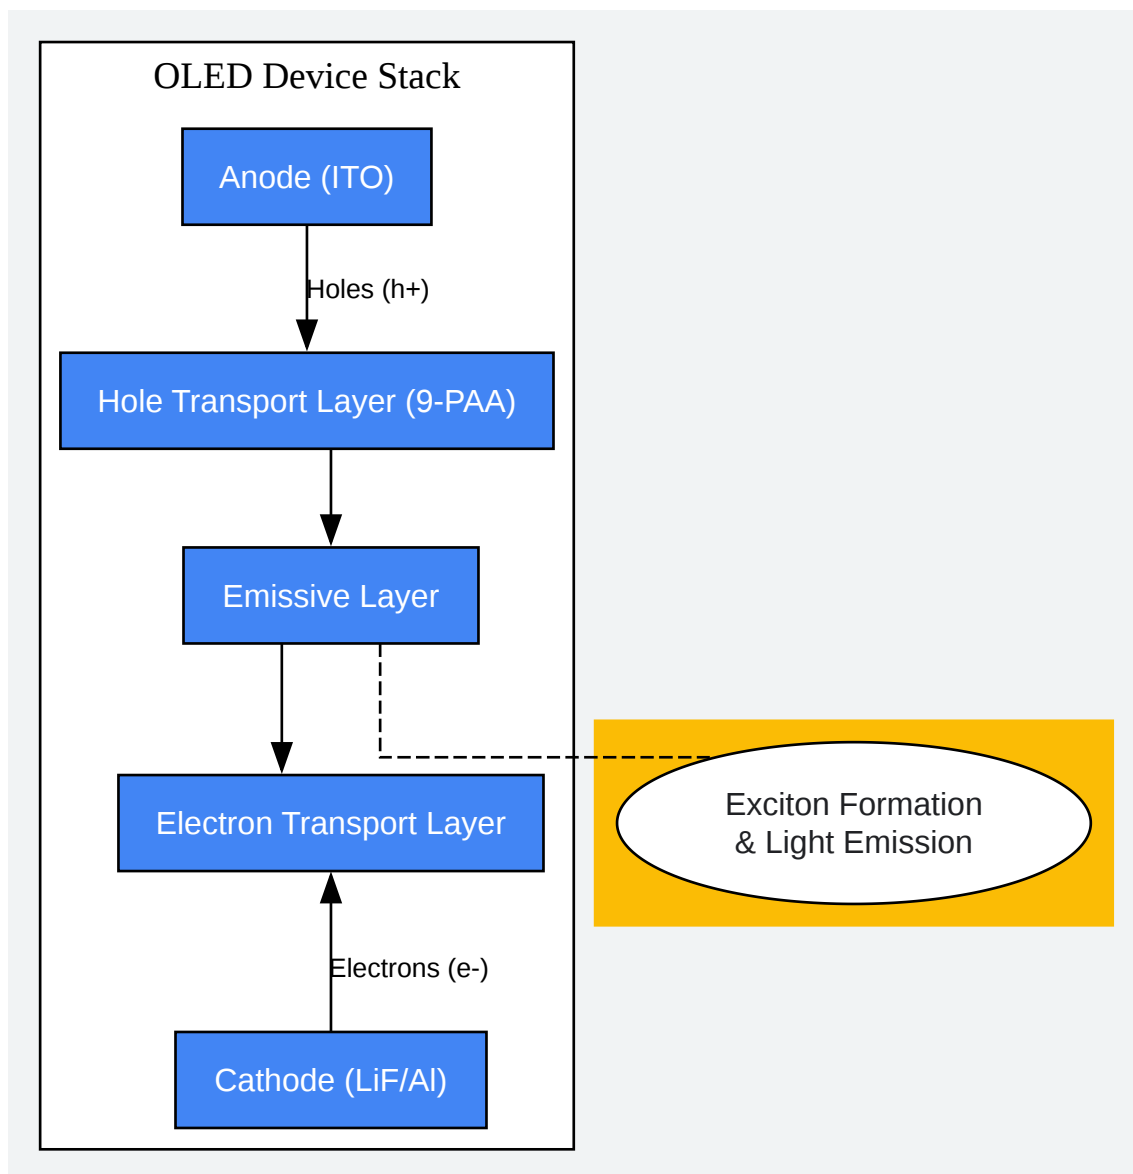 OLED Device Stack
Anode (ITO)
Holes (h+)
Hole Transport Layer (9-PAA)
Emissive Layer
Electron Transport Layer
Exciton Formation
& Light Emission
Electrons (e-)
Cathode (LiF/Al)